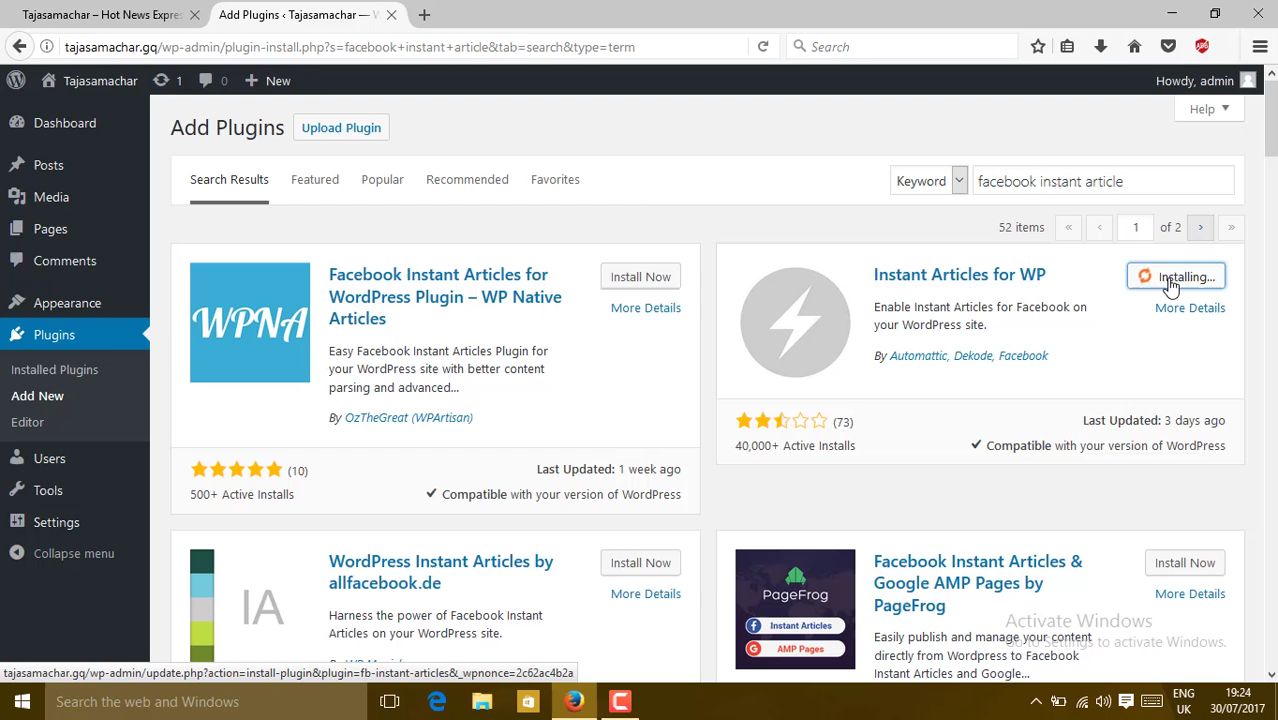 Tajasamachar – Hot News Expre
Add Plugins ‹ Tajasamachar — W
tajasamachar.gq/wp-admin/plugin-install.php?s=facebook+instant+article&tab=search&type=term
Search
ABP
Tajasamachar
1
0
New
Howdy, admin
Dashboard
Posts
Media
Pages
Comments
Appearance
Plugins
Installed Plugins
Add New
Editor
Users
Tools
Settings
Collapse menu
Help
Add Plugins
Upload Plugin
Search Results
Featured
Popular
Recommended
Favorites
Keyword
facebook instant article
52 items
«
‹
1
of 2
›
»
WPNA
Facebook Instant Articles for
WordPress Plugin – WP Native
Articles
Install Now
More Details
Easy Facebook Instant Articles Plugin for
your WordPress site with better content
parsing and advanced...
By OzTheGreat (WPArtisan)
(10)
Last Updated: 1 week ago
500+ Active Installs
Compatible with your version of WordPress
Instant Articles for WP
Installing...
More Details
Enable Instant Articles for Facebook on
your WordPress site.
By Automattic, Dekode, Facebook
(73)
Last Updated: 3 days ago
40,000+ Active Installs
Compatible with your version of WordPress
IA
WordPress Instant Articles by
allfacebook.de
Install Now
More Details
Harness the power of Facebook Instant
Articles on your WordPress site.
PageFrog
Instant Articles
AMP Pages
Facebook Instant Articles &
Google AMP Pages by
PageFrog
Install Now
More Details
Easily publish and manage your content
directly from Wordpress to Facebook
Instant Articles and Google...
Activate Windows
Go to Settings to activate Windows.
tajasamachar.gq/wp-admin/update.php?action=install-plugin&plugin=fb-instant-articles&_wpnonce=2c62ac4b2a
Search the web and Windows
ENG
UK
19:24
30/07/2017